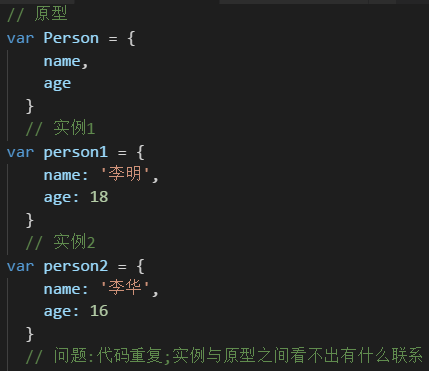 // 原型
var Person = {
    name,
    age
  }
  // 实例1
var person1 = {
    name: '李明',
    age: 18
  }
  // 实例2
var person2 = {
    name: '李华',
    age: 16
  }
  // 问题:代码重复;实例与原型之间看不出有什么联系